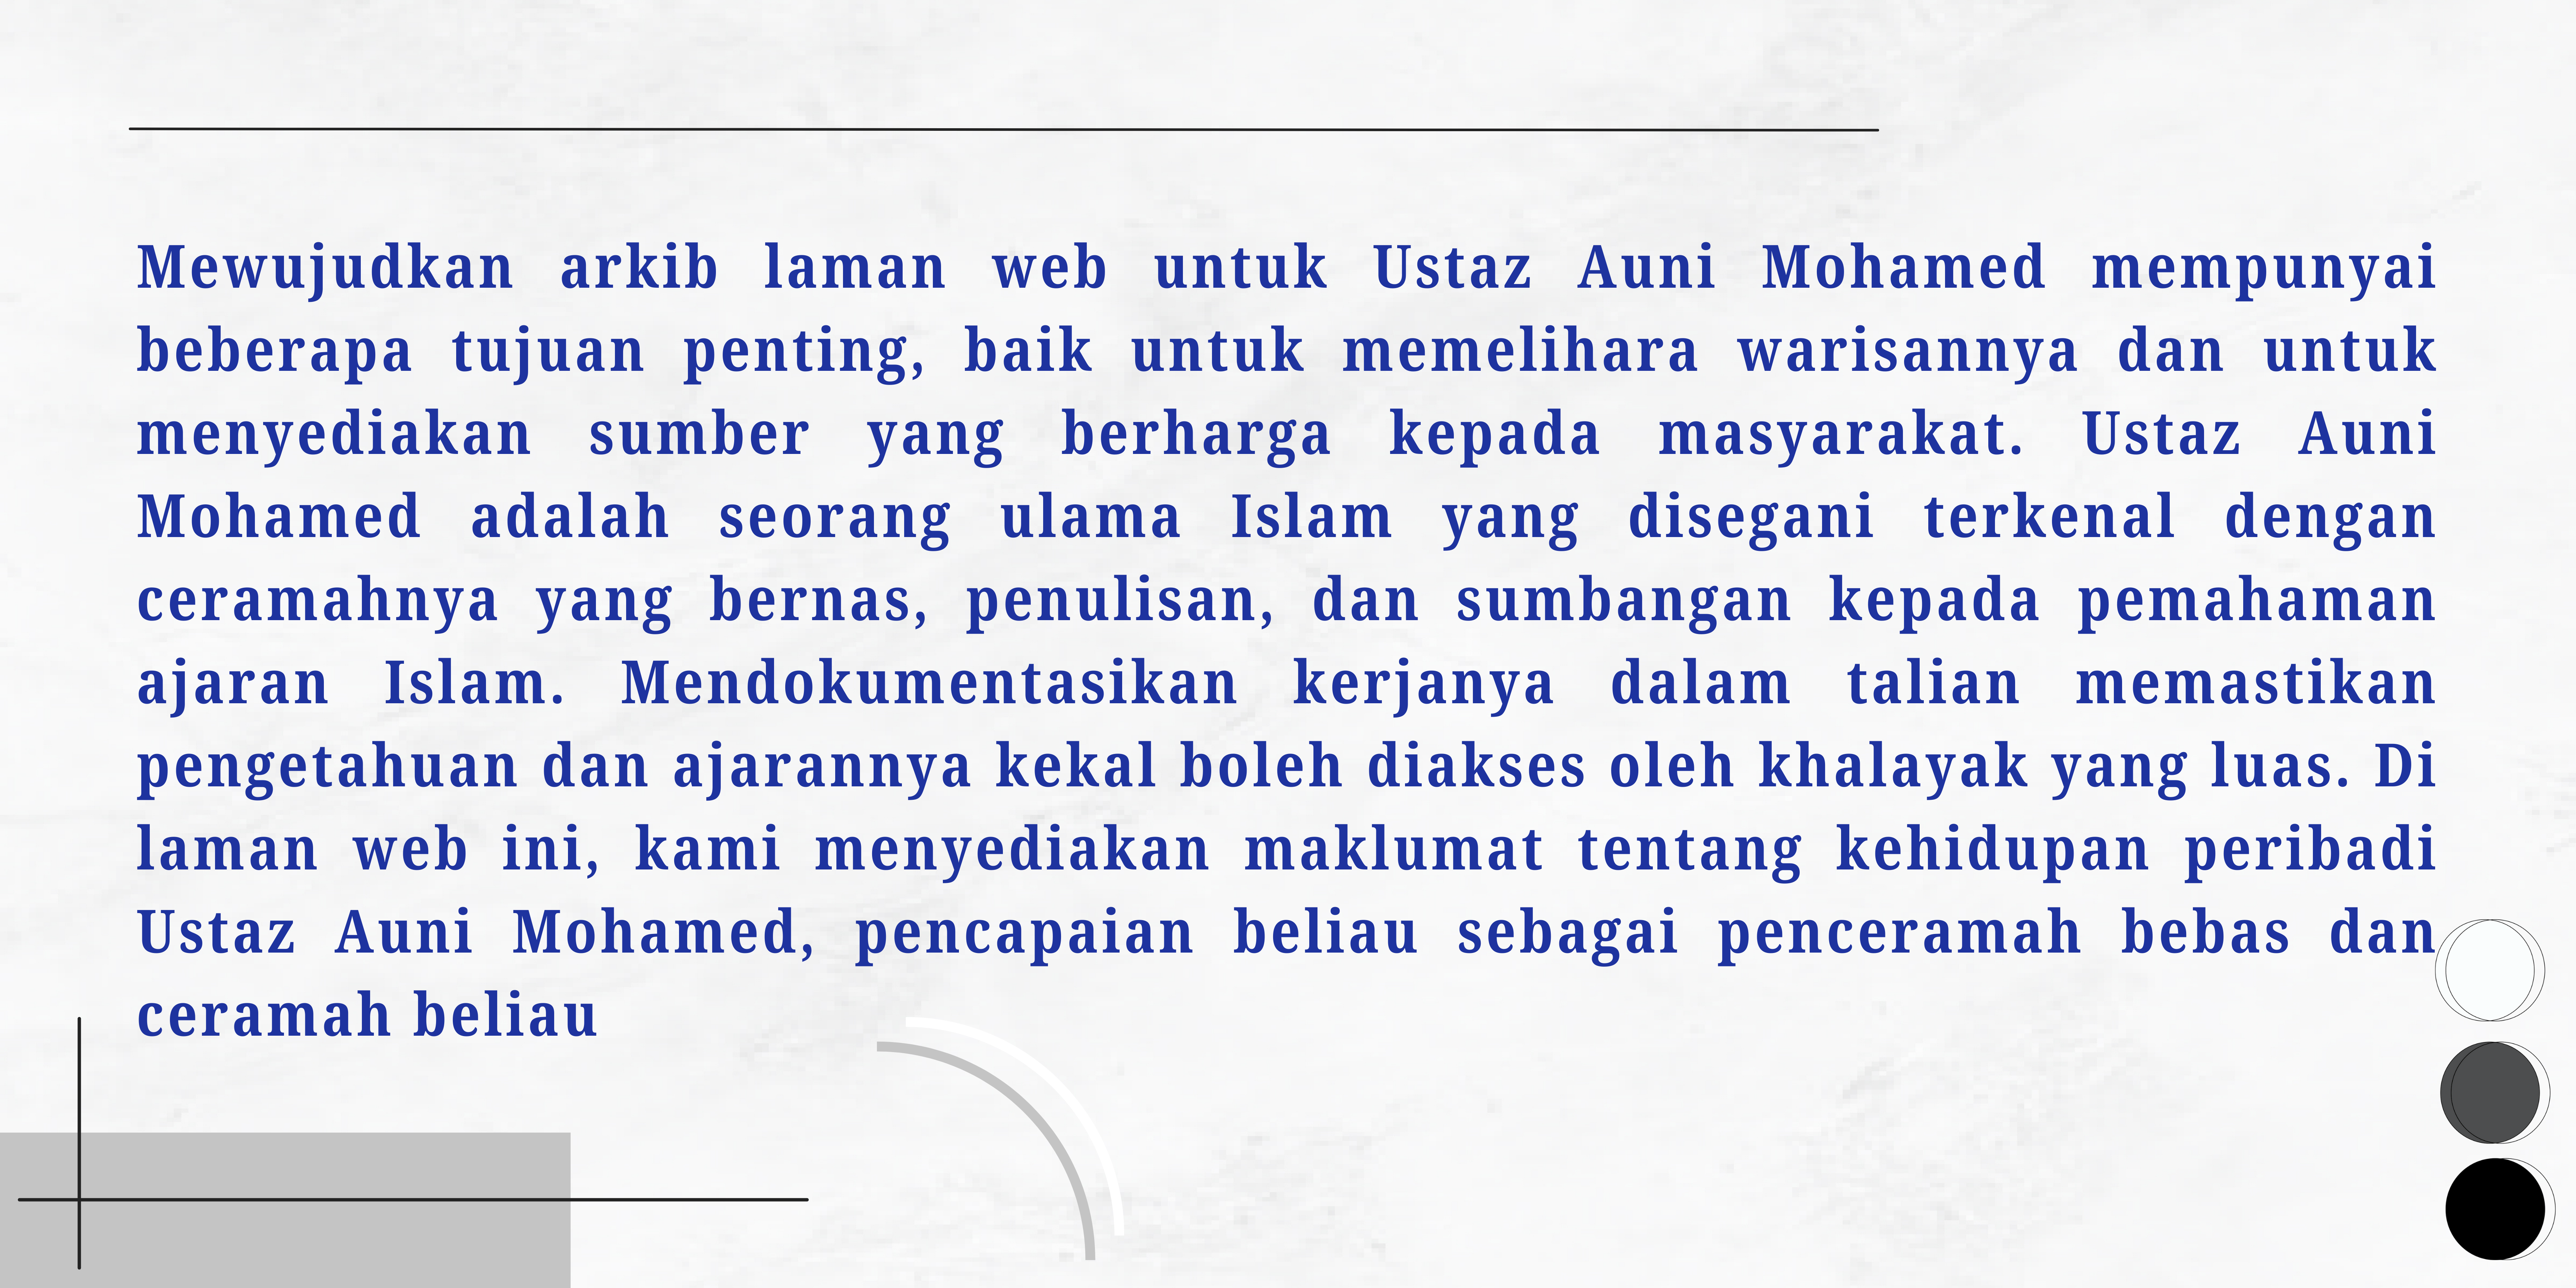 Mewujudkan arkib laman web untuk Ustaz Auni Mohamed mempunyai
beberapa tujuan penting, baik untuk memelihara warisannya dan untuk
menyediakan sumber yang berharga kepada masyarakat. Ustaz Auni
Mohamed adalah seorang ulama Islam yang disegani terkenal dengan
ceramahnya yang bernas, penulisan, dan sumbangan kepada pemahaman
ajaran Islam. Mendokumentasikan kerjanya dalam talian memastikan
pengetahuan dan ajarannya kekal boleh diakses oleh khalayak yang luas. Di
laman web ini, kami menyediakan maklumat tentang kehidupan peribadi
Ustaz Auni Mohamed, pencapaian beliau sebagai penceramah bebas dan
ceramah beliau